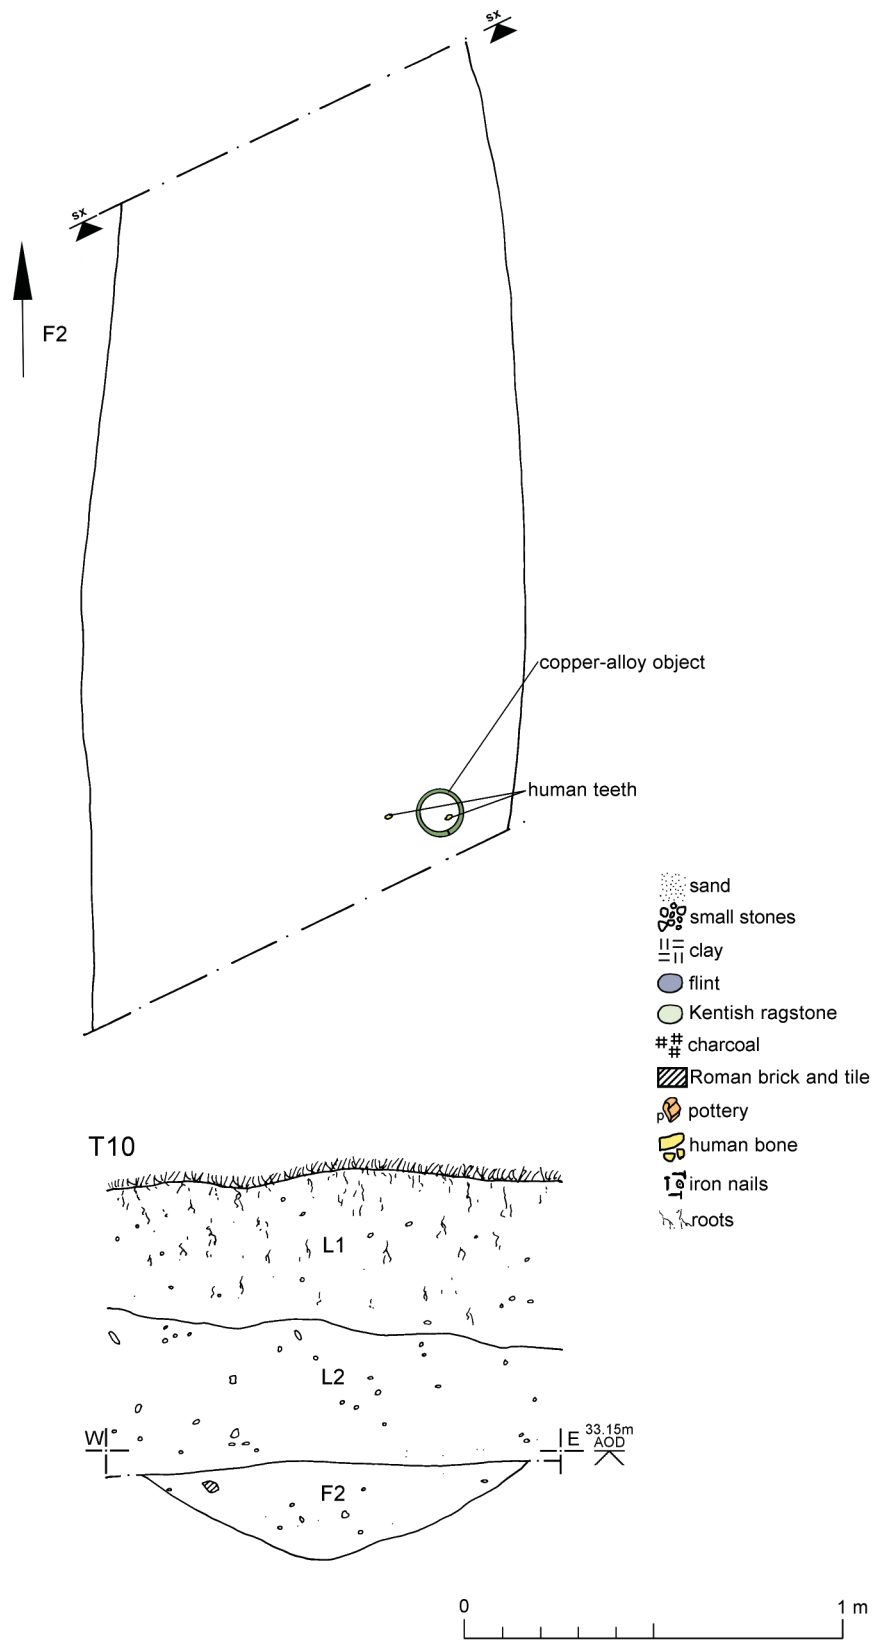 sx
sx
F2
copper-alloy object
human teeth
sand
small stones
clay
flint
Kentish ragstone
charcoal
Roman brick and tile
p pottery
human bone
iron nails
roots
T10
L1
L2
W E 33.15m
AOD
F2
0 1 m